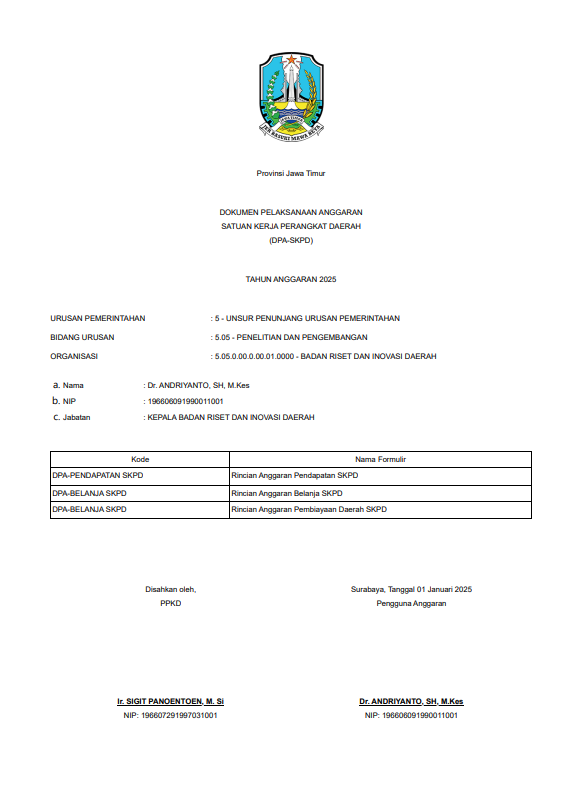 JAWA TIMUR
JER BASUKI MAWA BEYA
Provinsi Jawa Timur
DOKUMEN PELAKSANAAN ANGGARAN
SATUAN KERJA PERANGKAT DAERAH
(DPA-SKPD)
TAHUN ANGGARAN 2025
URUSAN PEMERINTAHAN : 5 - UNSUR PENUNJANG URUSAN PEMERINTAHAN
BIDANG URUSAN : 5.05 - PENELITIAN DAN PENGEMBANGAN
ORGANISASI : 5.05.0.00.0.00.01.0000 - BADAN RISET DAN INOVASI DAERAH
a. Nama : Dr. ANDRIYANTO, SH, M.Kes
b. NIP : 196606091990011001
c. Jabatan : KEPALA BADAN RISET DAN INOVASI DAERAH
Kode Nama Formulir
DPA-PENDAPATAN SKPD Rincian Anggaran Pendapatan SKPD
DPA-BELANJA SKPD Rincian Anggaran Belanja SKPD
DPA-BELANJA SKPD Rincian Anggaran Pembiayaan Daerah SKPD
Disahkan oleh, Surabaya, Tanggal 01 Januari 2025
PPKD Pengguna Anggaran
Ir. SIGIT PANOENTOEN, M. Si Dr. ANDRIYANTO, SH, M.Kes
NIP: 196607291997031001 NIP: 196606091990011001